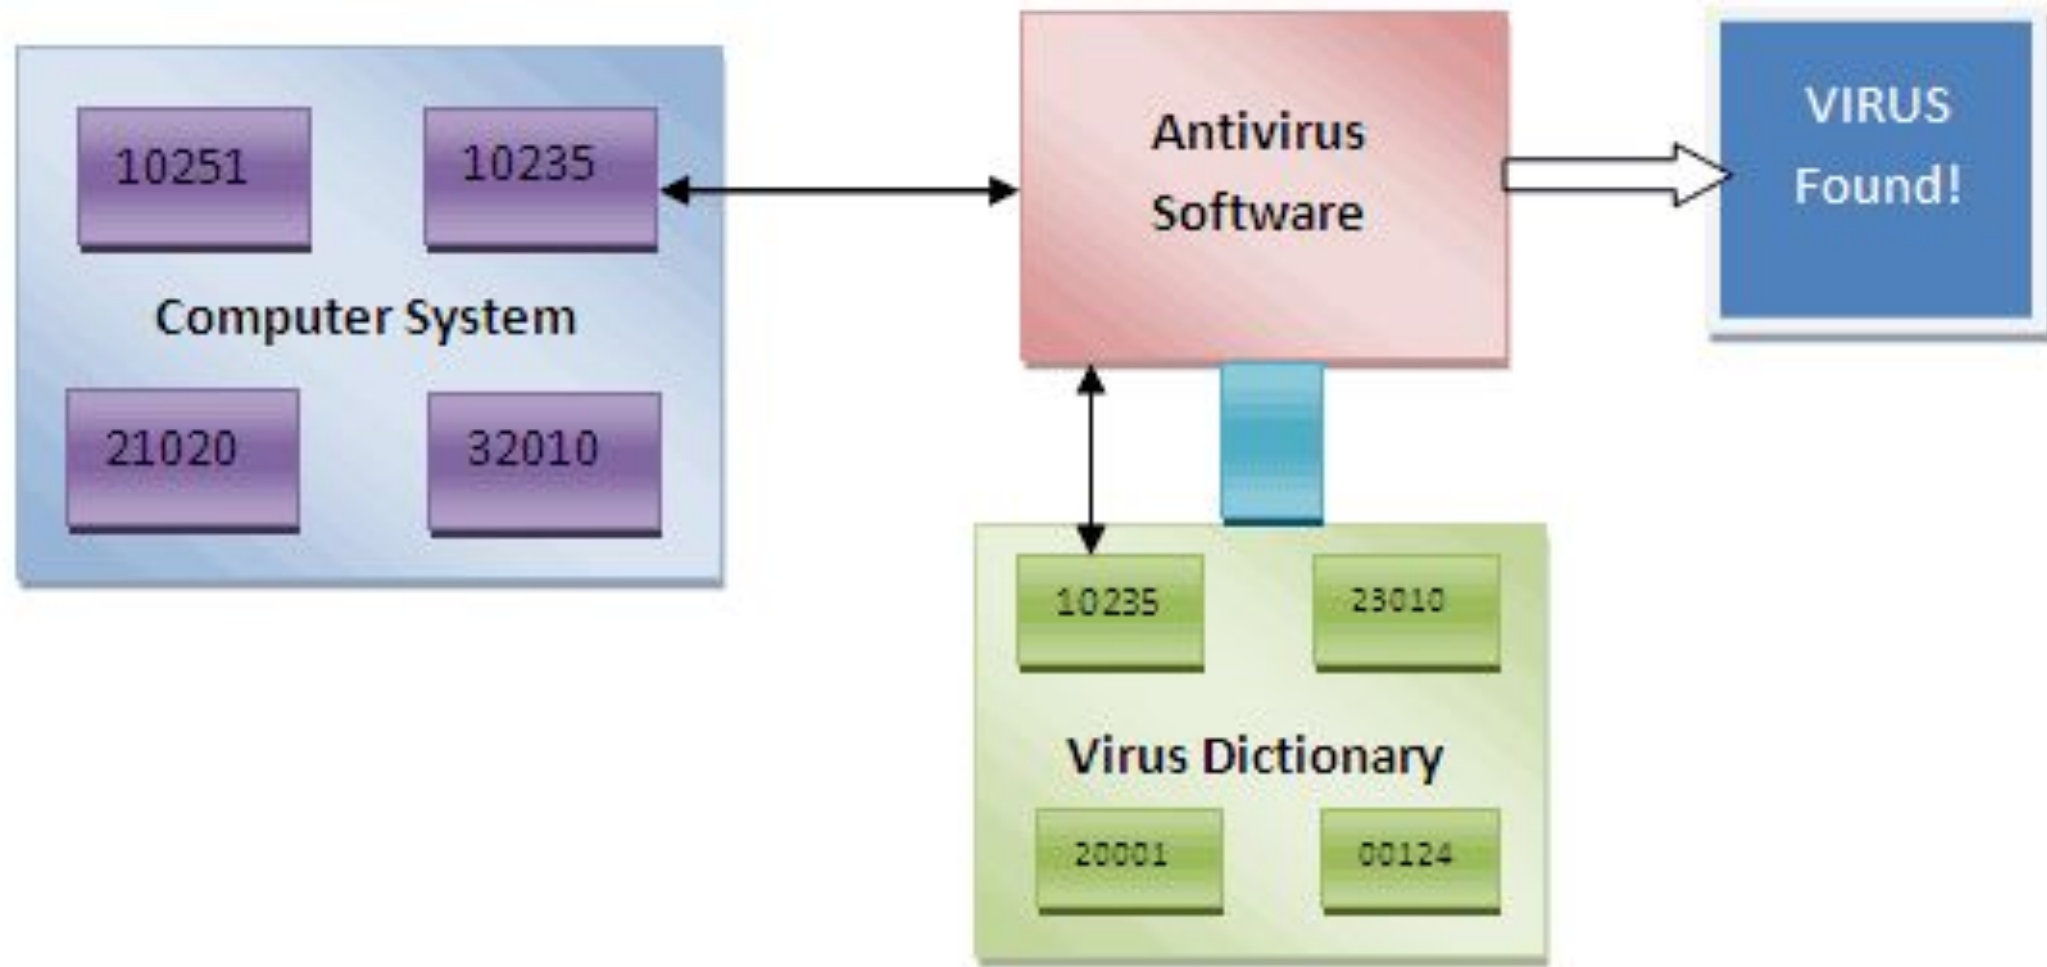 10251
10235
Computer System
21020
32010
Antivirus
Software
VIRUS
Found!
10235
23010
Virus Dictionary
20001
00124